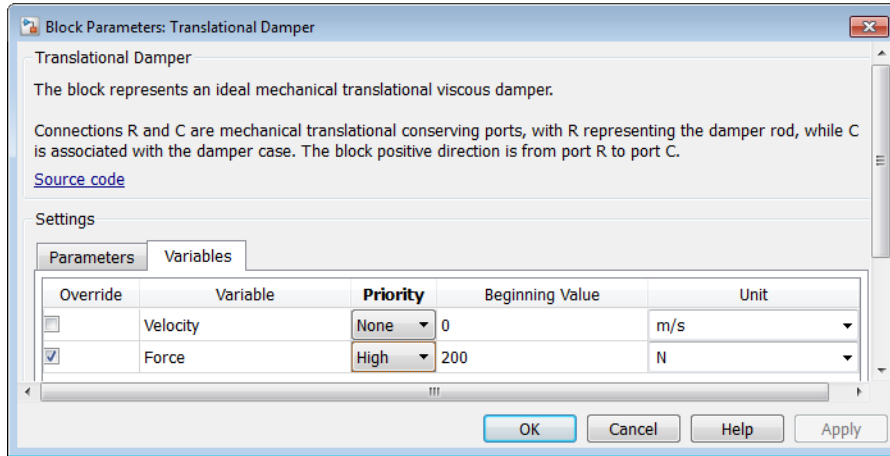 Block Parameters: Translational Damper
Translational Damper
The block represents an ideal mechanical translational viscous damper.
Connections R and C are mechanical translational conserving ports, with R representing the damper rod, while C
is associated with the damper case. The block positive direction is from port R to port C.
Source code
Settings
Parameters Variables
Override Variable Priority Beginning Value Unit
Velocity None 0 m/s
Force High 200 N
OK Cancel Help Apply